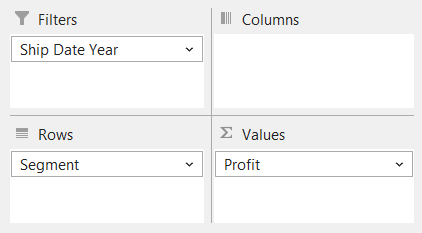 Filters
Columns
Ship Date Year
Rows
Values
Segment
Profit